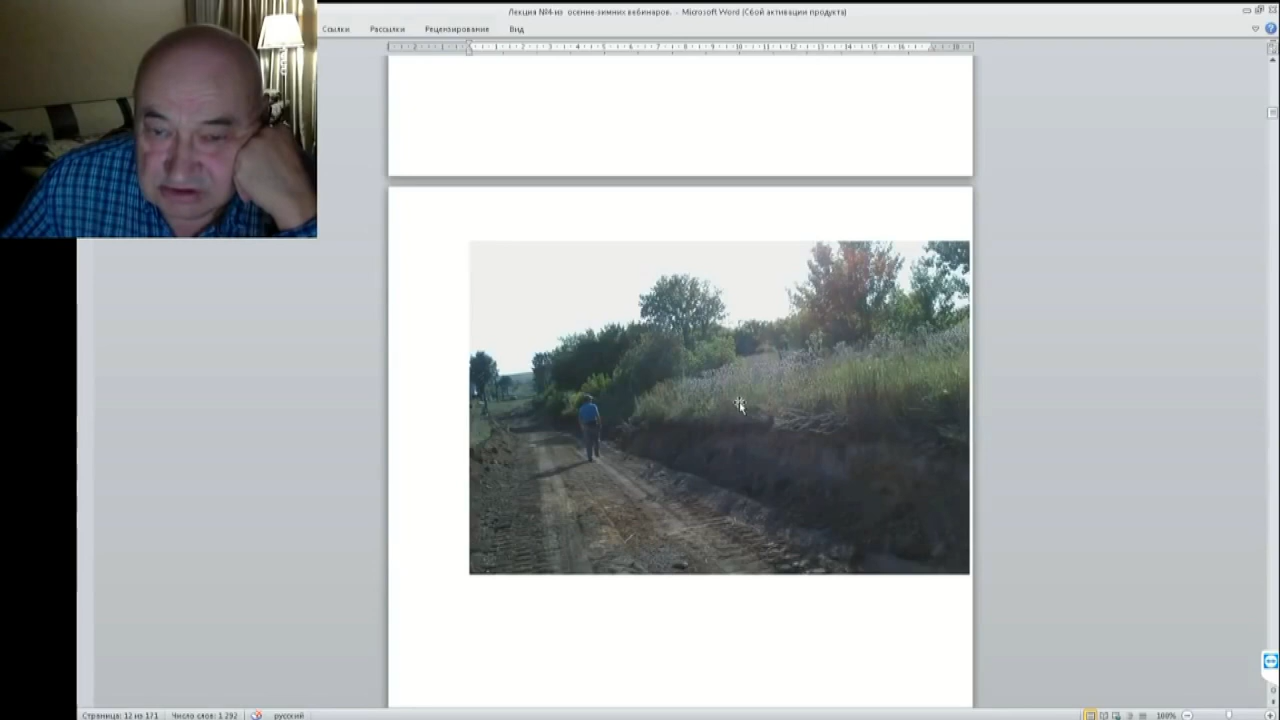 Лекция №4-из осенне-зимних вебинаров. - Microsoft Word (Сбой активации продукта)
Ссылки Рассылки Рецензирование Вид
Страница: 12 из 171 Число слов: 1 292 русский 100%